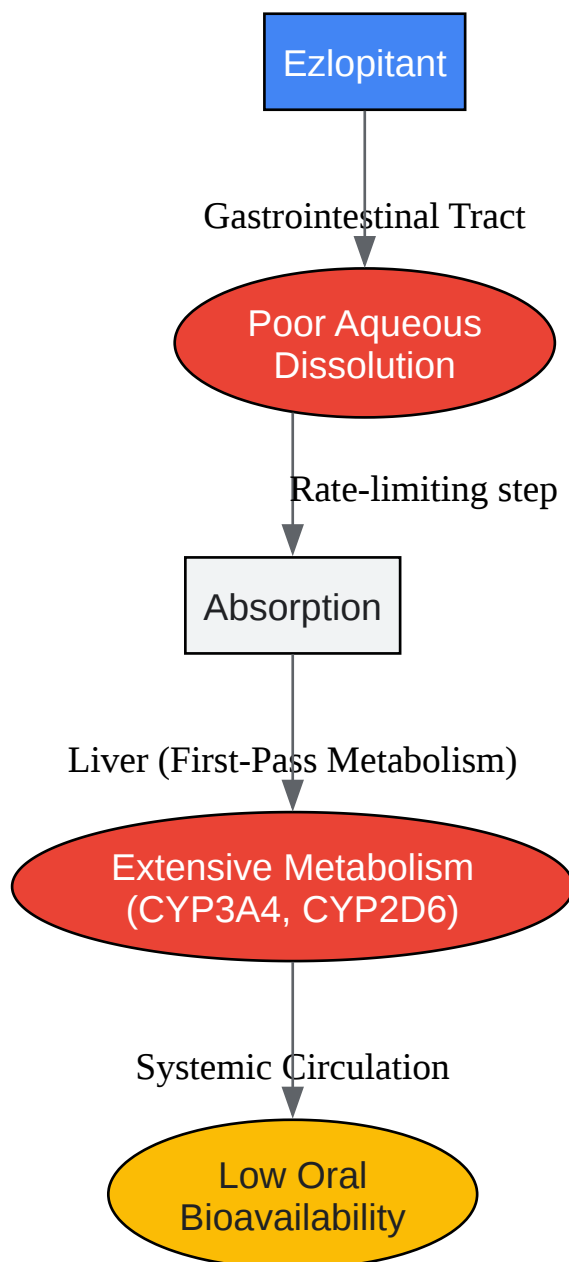 Ezlopitant
Gastrointestinal Tract
Poor Aqueous
Dissolution
Rate-limiting step
Absorption
Liver (First-Pass Metabolism)
Extensive Metabolism
(CYP3A4, CYP2D6)
Systemic Circulation
Low Oral
Bioavailability